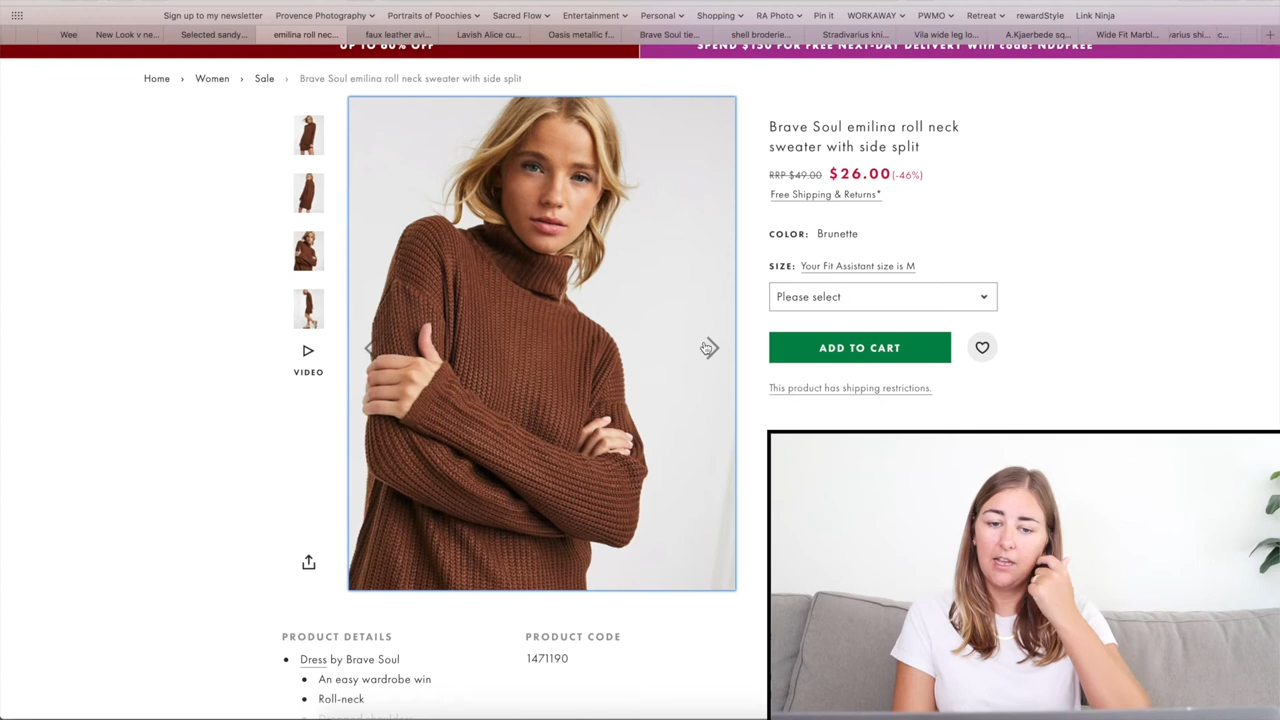 Sign up to my newsletter Provence Photography Portraits of Poochies Sacred Flow Entertainment Personal Shopping RA Photo Pin it WORKAWAY PWMO Retreat rewardStyle Link Ninja
Wee New Look v ne... Selected sandy... emilina roll nec... faux leather avi... Lavish Alice cu... Oasis metallic f... Brave Soul tie... shell broderie... Stradivarius kni... Vila wide leg lo... A.Kjaerbede sq... Wide Fit Marbl... varius shi... c...
UP TO 60% OFF
SPEND $150 FOR FREE NEXT-DAY DELIVERY with code: NDDFREE
Home › Women › Sale › Brave Soul emilina roll neck sweater with side split
Brave Soul emilina roll neck
sweater with side split
RRP $49.00 $26.00 (-46%)
Free Shipping & Returns*
COLOR: Brunette
SIZE: Your Fit Assistant size is M
Please select
ADD TO CART
This product has shipping restrictions.
VIDEO
PRODUCT DETAILS
Dress by Brave Soul
An easy wardrobe win
Roll-neck
Dropped shoulders
PRODUCT CODE
1471190